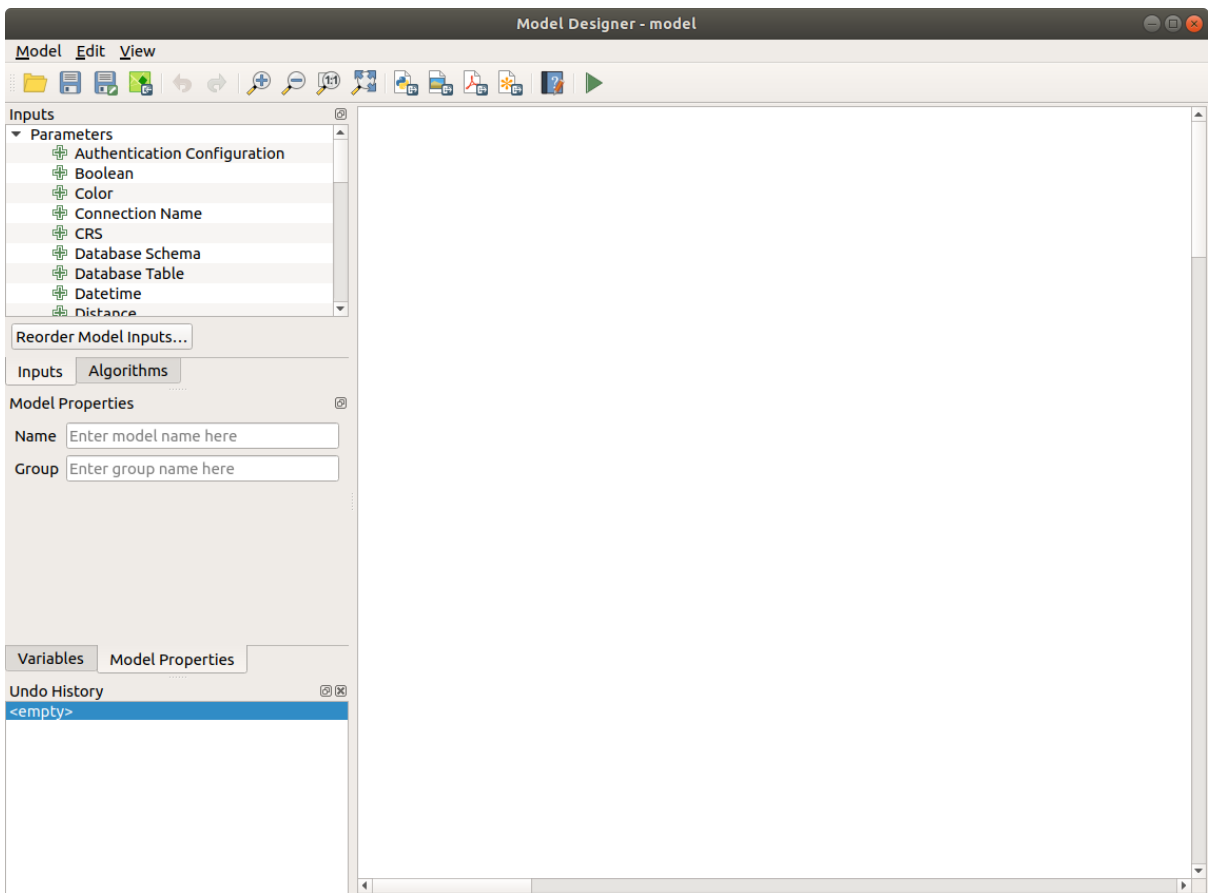 Model Designer - model
Model Edit View
1:1
Inputs
Parameters
Authentication Configuration
Boolean
Color
Connection Name
CRS
Database Schema
Database Table
Datetime
Distance
Reorder Model Inputs...
Inputs Algorithms
Model Properties
Name Enter model name here
Group Enter group name here
Variables Model Properties
Undo History
<empty>